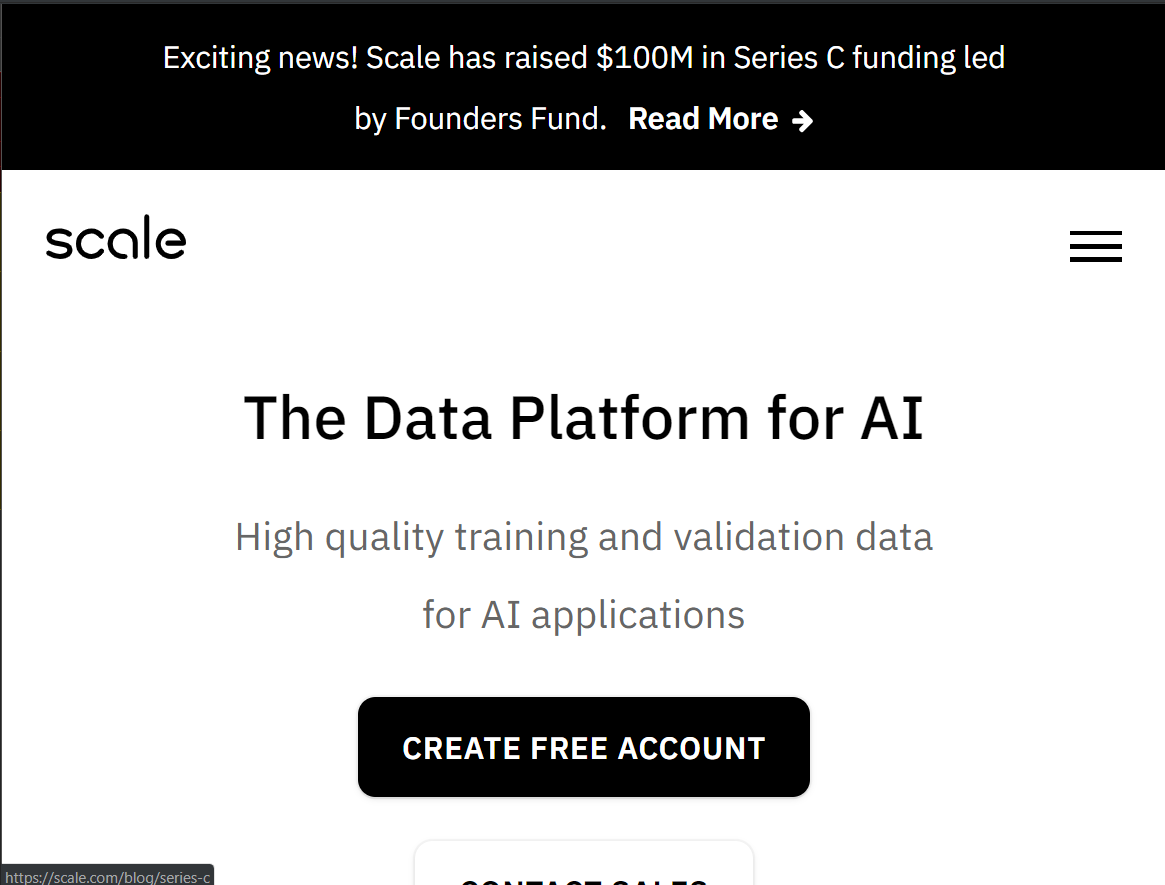 Exciting news! Scale has raised $100M in Series C funding led
by Founders Fund. Read More →
scale
The Data Platform for AI
High quality training and validation data
for AI applications
CREATE FREE ACCOUNT
CONTACT SALES
https://scale.com/blog/series-c